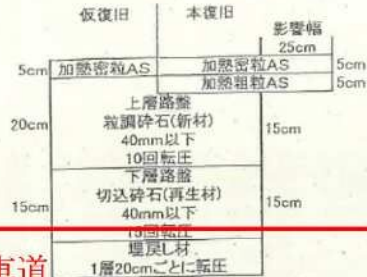 仮復旧 本復旧
影響幅
25cm
5cm 加熱密粒AS 加熱密粒AS 5cm
加熱粗粒AS 5cm
上層路盤
20cm 粒調砕石(新材) 15cm
40mm以下
10回転圧
下層路盤
15cm 切込砕石(再生材) 15cm
40mm以下
埋戻し材
1層20cmごとに転圧